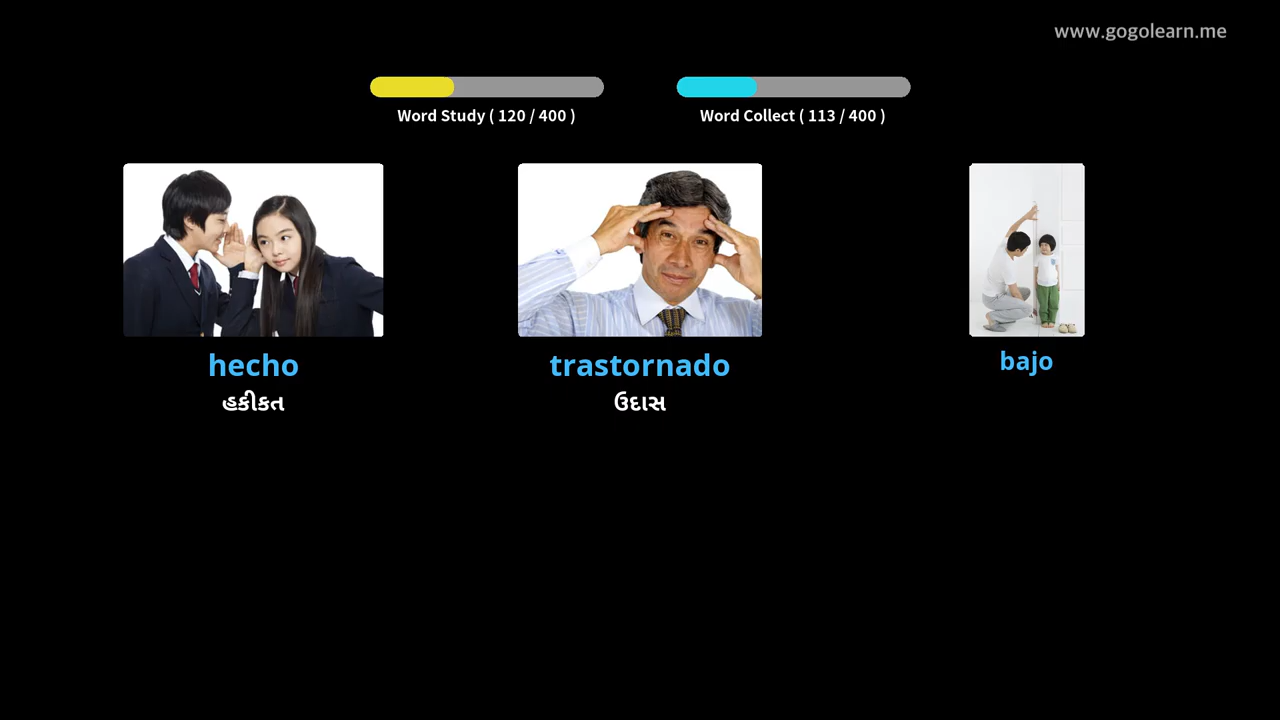 www.gogolearn.me
Word Study ( 120 / 400 )
Word Collect ( 113 / 400 )
hecho
trastornado
bajo
હકીકત
ઉદાસ